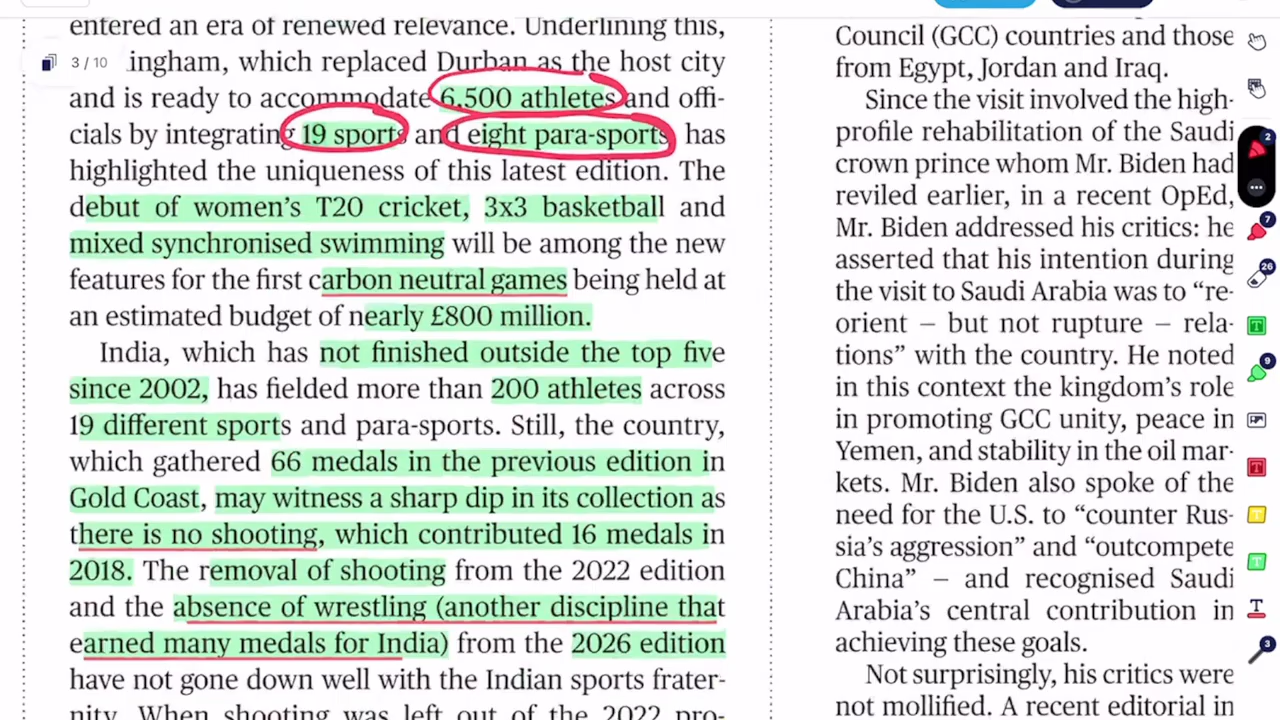 entered an era of renewed relevance. Underlining this,
3 / 10
ingham, which replaced Durban as the host city
and is ready to accommodate 6,500 athletes and offi-
cials by integrating 19 sports and eight para-sports, has
highlighted the uniqueness of this latest edition. The
debut of women's T20 cricket, 3x3 basketball and
mixed synchronised swimming will be among the new
features for the first carbon neutral games being held at
an estimated budget of nearly £800 million.
India, which has not finished outside the top five
since 2002, has fielded more than 200 athletes across
19 different sports and para-sports. Still, the country,
which gathered 66 medals in the previous edition in
Gold Coast, may witness a sharp dip in its collection as
there is no shooting, which contributed 16 medals in
2018. The removal of shooting from the 2022 edition
and the absence of wrestling (another discipline that
earned many medals for India) from the 2026 edition
have not gone down well with the Indian sports frater-
nity. When shooting was left out of the 2022 pro-
Council (GCC) countries and those
from Egypt, Jordan and Iraq.
Since the visit involved the high-
profile rehabilitation of the Saudi
crown prince whom Mr. Biden had
reviled earlier, in a recent OpEd,
Mr. Biden addressed his critics: he
asserted that his intention during
the visit to Saudi Arabia was to “re-
orient – but not rupture – rela-
tions” with the country. He noted
in this context the kingdom's role
in promoting GCC unity, peace in
Yemen, and stability in the oil mar-
kets. Mr. Biden also spoke of the
need for the U.S. to “counter Rus-
sia's aggression” and “outcompete
China” – and recognised Saudi
Arabia's central contribution in
achieving these goals.
Not surprisingly, his critics were
not mollified. A recent editorial in
2
7
26
T
9
T
T
T
T
3